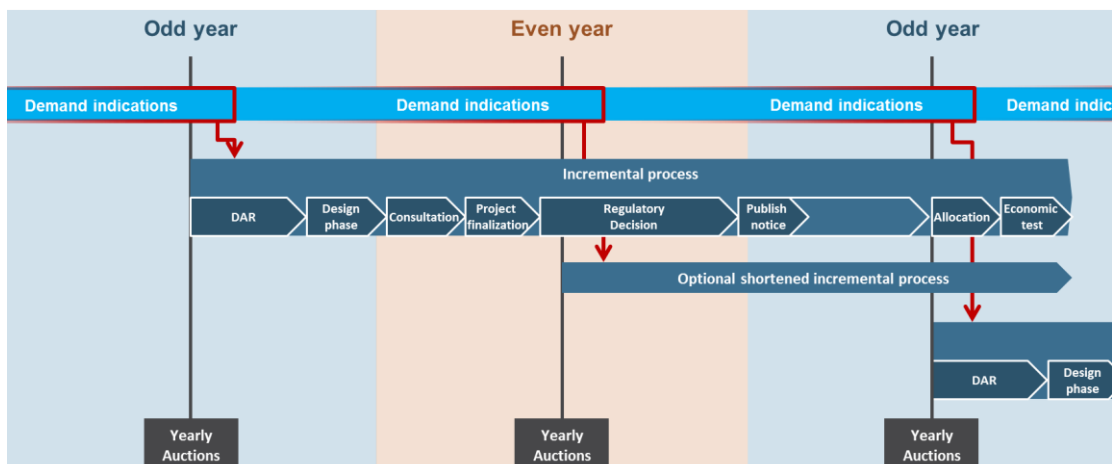 Odd year
Even year
Odd year
Demand indications
Demand indications
Demand indications
Demand indic
Incremental process
DAR
Design
phase
Consultation
Project
finalization
Regulatory
Decision
Publish
notice
Allocation
Economic
test
Optional shortened incremental process
DAR
Design
phase
Yearly
Auctions
Yearly
Auctions
Yearly
Auctions